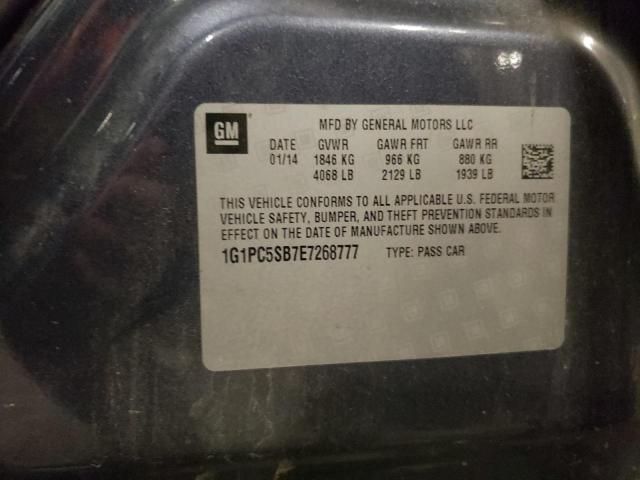 GM
MFD BY GENERAL MOTORS LLC
DATE GVWR GAWR FRT GAWR RR
01/14 1846 KG 966 KG 880 KG
4068 LB 2129 LB 1939 LB
THIS VEHICLE CONFORMS TO ALL APPLICABLE U.S. FEDERAL MOTOR
VEHICLE SAFETY, BUMPER, AND THEFT PREVENTION STANDARDS IN
EFFECT ON THE DATE OF MANUFACTURE SHOWN ABOVE.
1G1PC5SB7E7268777 TYPE: PASS CAR